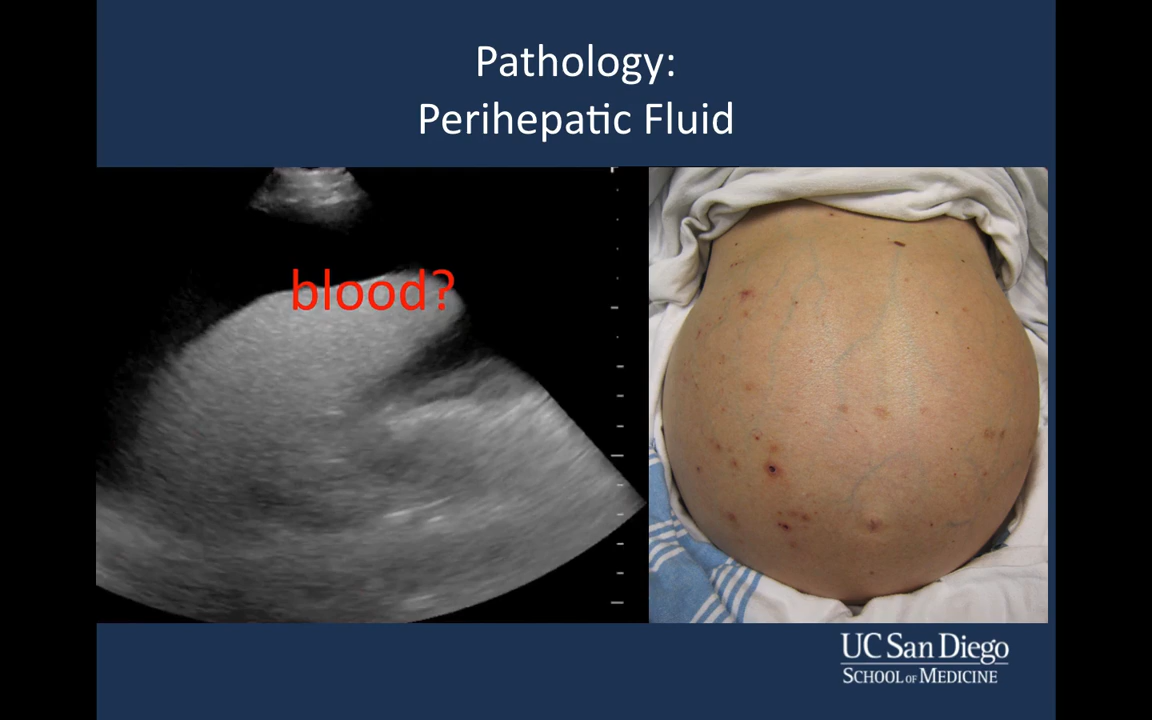 Pathology:
Perihepatic Fluid
blood?
UC San Diego
SCHOOL OF MEDICINE